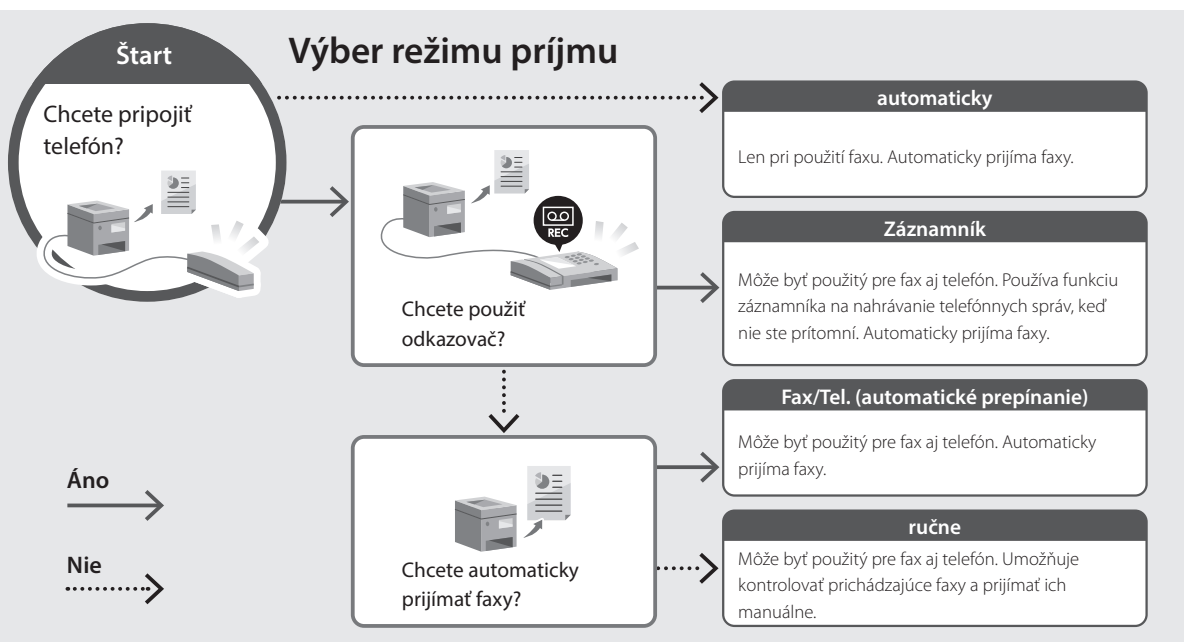 Štart
Výber režimu príjmu
Chcete pripojiť
telefón?
automaticky
Len pri použití faxu. Automaticky prijíma faxy.
REC
Chcete použiť
odkazovač?
Záznamník
Môže byť použitý pre fax aj telefón. Používa funkciu
záznamníka na nahrávanie telefónnych správ, keď
nie ste prítomní. Automaticky prijíma faxy.
Fax/Tel. (automatické prepínanie)
Môže byť použitý pre fax aj telefón. Automaticky
prijíma faxy.
Áno
Nie
Chcete automaticky
prijímať faxy?
ručne
Môže byť použitý pre fax aj telefón. Umožňuje
kontrolovať prichádzajúce faxy a prijímať ich
manuálne.